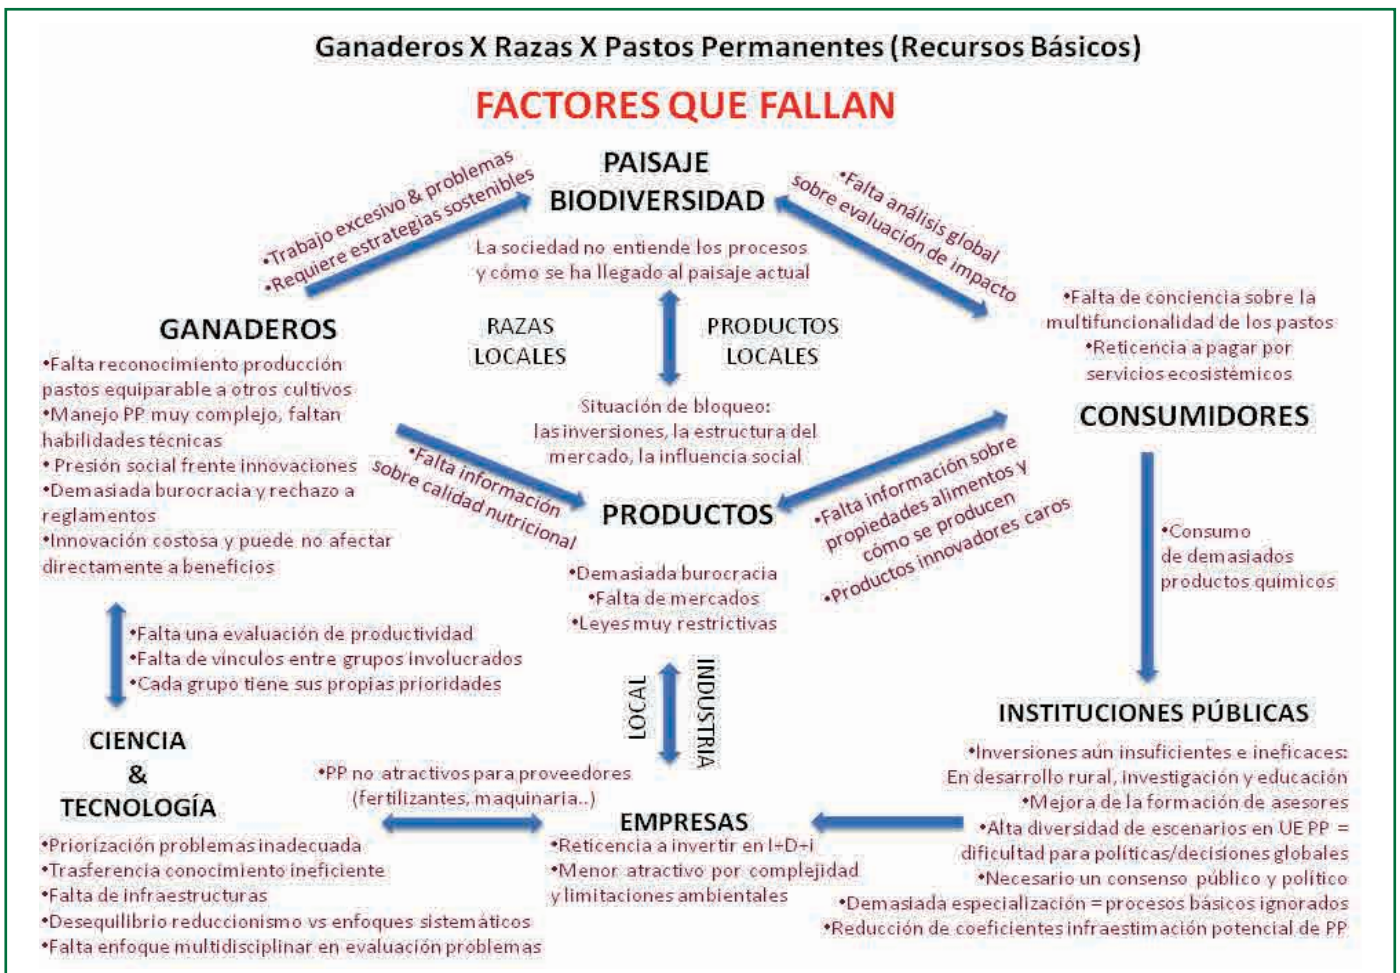 Ganaderos X Razas X Pastos Permanentes (Recursos Básicos)
FACTORES QUE FALLAN
PAISAJE
BIODIVERSIDAD
La sociedad no entiende los procesos
y cómo se ha llegado al paisaje actual
•Trabajo excesivo & problemas
•Requiere estrategias sostenibles
•Falta análisis global
sobre evaluación de impacto
GANADEROS
•Falta reconocimiento producción
pastos equiparable a otros cultivos
•Manejo PP muy complejo, faltan
habilidades técnicas
• Presión social frente innovaciones
•Demasiada burocracia y rechazo a
reglamentos
•Innovación costosa y puede no afectar
directamente a beneficios
RAZAS
LOCALES
PRODUCTOS
LOCALES
•Falta de conciencia sobre la
multifuncionalidad de los pastos
•Reticencia a pagar por
servicios ecosistémicos
CONSUMIDORES
Situación de bloqueo:
las inversiones, la estructura del
mercado, la influencia social
•Falta información
sobre calidad nutricional
PRODUCTOS
•Demasiada burocracia
•Falta de mercados
•Leyes muy restrictivas
•Falta información sobre
propiedades alimentos y
cómo se producen
•Productos innovadores caros
•Consumo
de demasiados
productos químicos
•Falta una evaluación de productividad
•Falta de vínculos entre grupos involucrados
•Cada grupo tiene sus propias prioridades
LOCAL
INDUSTRIA
CIENCIA
&
TECNOLOGÍA
•Priorización problemas inadecuada
•Trasferencia conocimiento ineficiente
•Falta de infraestructuras
•Desequilibrio reduccionismo vs enfoques sistemáticos
•Falta enfoque multidisciplinar en evaluación problemas
•PP no atractivos para proveedores
(fertilizantes, maquinaria..)
EMPRESAS
•Reticencia a invertir en I+D+i
•Menor atractivo por complejidad
y limitaciones ambientales
INSTITUCIONES PÚBLICAS
•Inversiones aún insuficientes e ineficaces:
En desarrollo rural, investigación y educación
•Mejora de la formación de asesores
•Alta diversidad de escenarios en UE PP =
dificultad para políticas/decisiones globales
•Necesario un consenso público y político
•Demasiada especialización = procesos básicos ignorados
•Reducción de coeficientes infraestimación potencial de PP